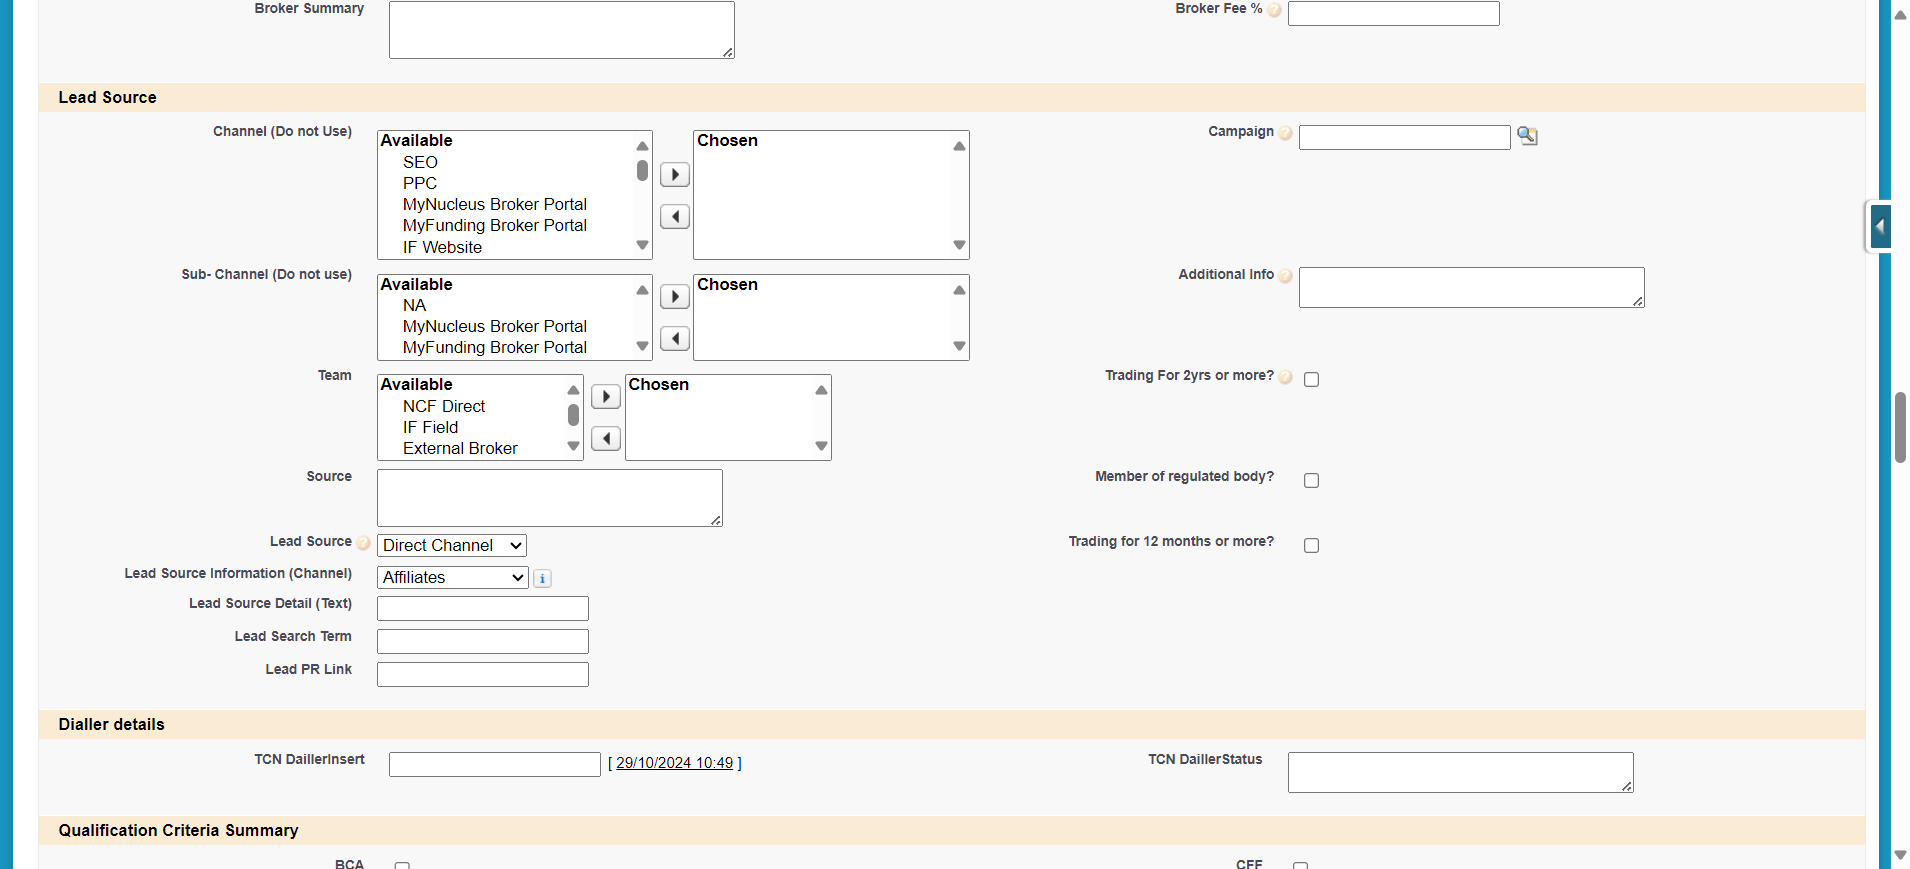 Broker Summary
Broker Fee % ?
Lead Source
Channel (Do not Use)
Available
SEO
PPC
MyNucleus Broker Portal
MyFunding Broker Portal
IF Website
Chosen
Campaign ?
Sub- Channel (Do not use)
Available
NA
MyNucleus Broker Portal
MyFunding Broker Portal
Chosen
Additional Info ?
Team
Available
NCF Direct
IF Field
External Broker
Chosen
Trading For 2yrs or more? ?
Source
Member of regulated body?
Lead Source ? Direct Channel
Trading for 12 months or more?
Lead Source Information (Channel) Affiliates i
Lead Source Detail (Text)
Lead Search Term
Lead PR Link
Dialler details
TCN DaillerInsert [ 29/10/2024 10:49 ]
TCN DaillerStatus
Qualification Criteria Summary
BCA
CFF